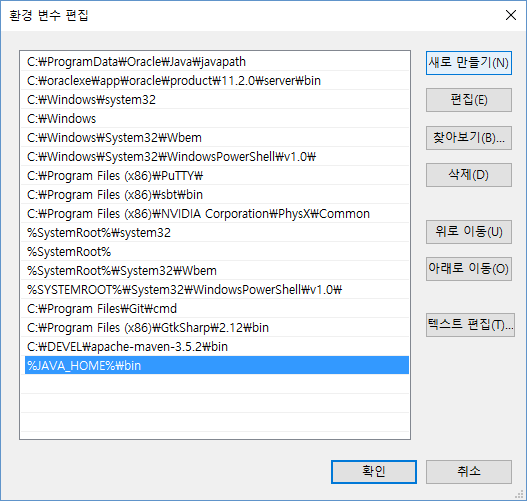 환경 변수 편집
C:₩ProgramData₩Oracle₩Java₩javapath
C:₩oraclexe₩app₩oracle₩product₩11.2.0₩server₩bin
C:₩Windows₩system32
C:₩Windows
C:₩Windows₩System32₩Wbem
C:₩Windows₩System32₩WindowsPowerShell₩v1.0₩
C:₩Program Files (x86)₩PuTTY₩
C:₩Program Files (x86)₩sbt₩bin
C:₩Program Files (x86)₩NVIDIA Corporation₩PhysX₩Common
%SystemRoot%₩system32
%SystemRoot%
%SystemRoot%₩System32₩Wbem
%SYSTEMROOT%₩System32₩WindowsPowerShell₩v1.0₩
C:₩Program Files₩Git₩cmd
C:₩Program Files (x86)₩GtkSharp₩2.12₩bin
C:₩DEVEL₩apache-maven-3.5.2₩bin
%JAVA_HOME%₩bin
새로 만들기(N)
편집(E)
찾아보기(B)...
삭제(D)
위로 이동(U)
아래로 이동(O)
텍스트 편집(T)...
확인
취소